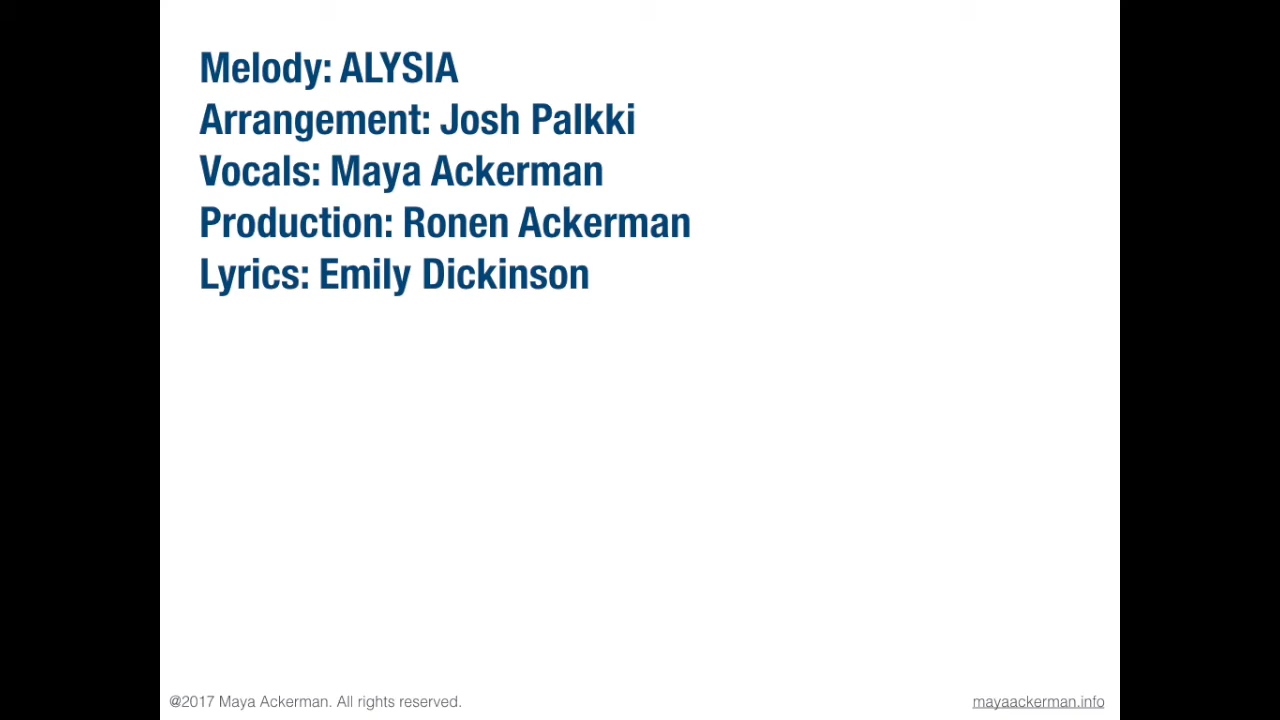 Melody: ALYSIA
Arrangement: Josh Palkki
Vocals: Maya Ackerman
Production: Ronen Ackerman
Lyrics: Emily Dickinson
@2017 Maya Ackerman. All rights reserved.
mayaackerman.info